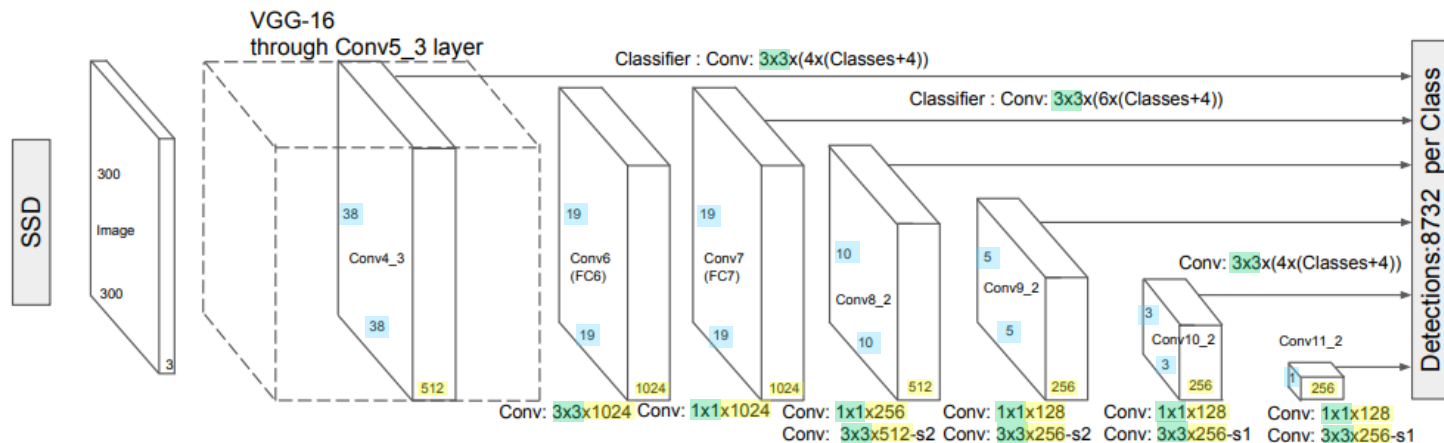 VGG-16
through Conv5_3 layer
Classifier : Conv: 3x3x(4x(Classes+4))
Classifier : Conv: 3x3x(6x(Classes+4))
SSD
300
Image
300
3
38
Conv4_3
38
512
19
Conv6
(FC6)
19
1024
19
Conv7
(FC7)
19
1024
10
Conv8_2
10
512
5
Conv9_2
5
256
Conv: 3x3x(4x(Classes+4))
3
Conv10_2
3
256
Conv11_2
1
256
Detections:8732 per Class
Conv: 3x3x1024
Conv: 1x1x1024
Conv: 1x1x256
Conv: 3x3x512-s2
Conv: 1x1x128
Conv: 3x3x256-s2
Conv: 1x1x128
Conv: 3x3x256-s1
Conv: 1x1x128
Conv: 3x3x256-s1